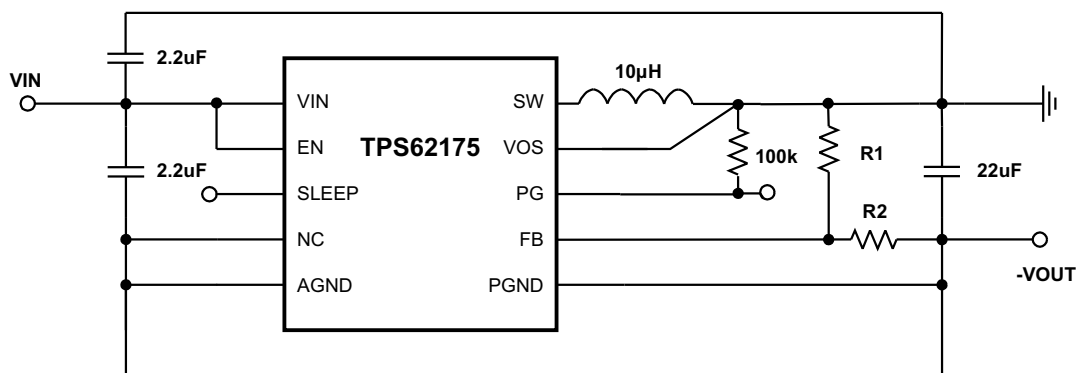 2.2uF
VIN
10µH
VIN
SW
EN
TPS62175
VOS
100k
R1
2.2uF
22uF
SLEEP
PG
R2
NC
FB
AGND
PGND
-VOUT